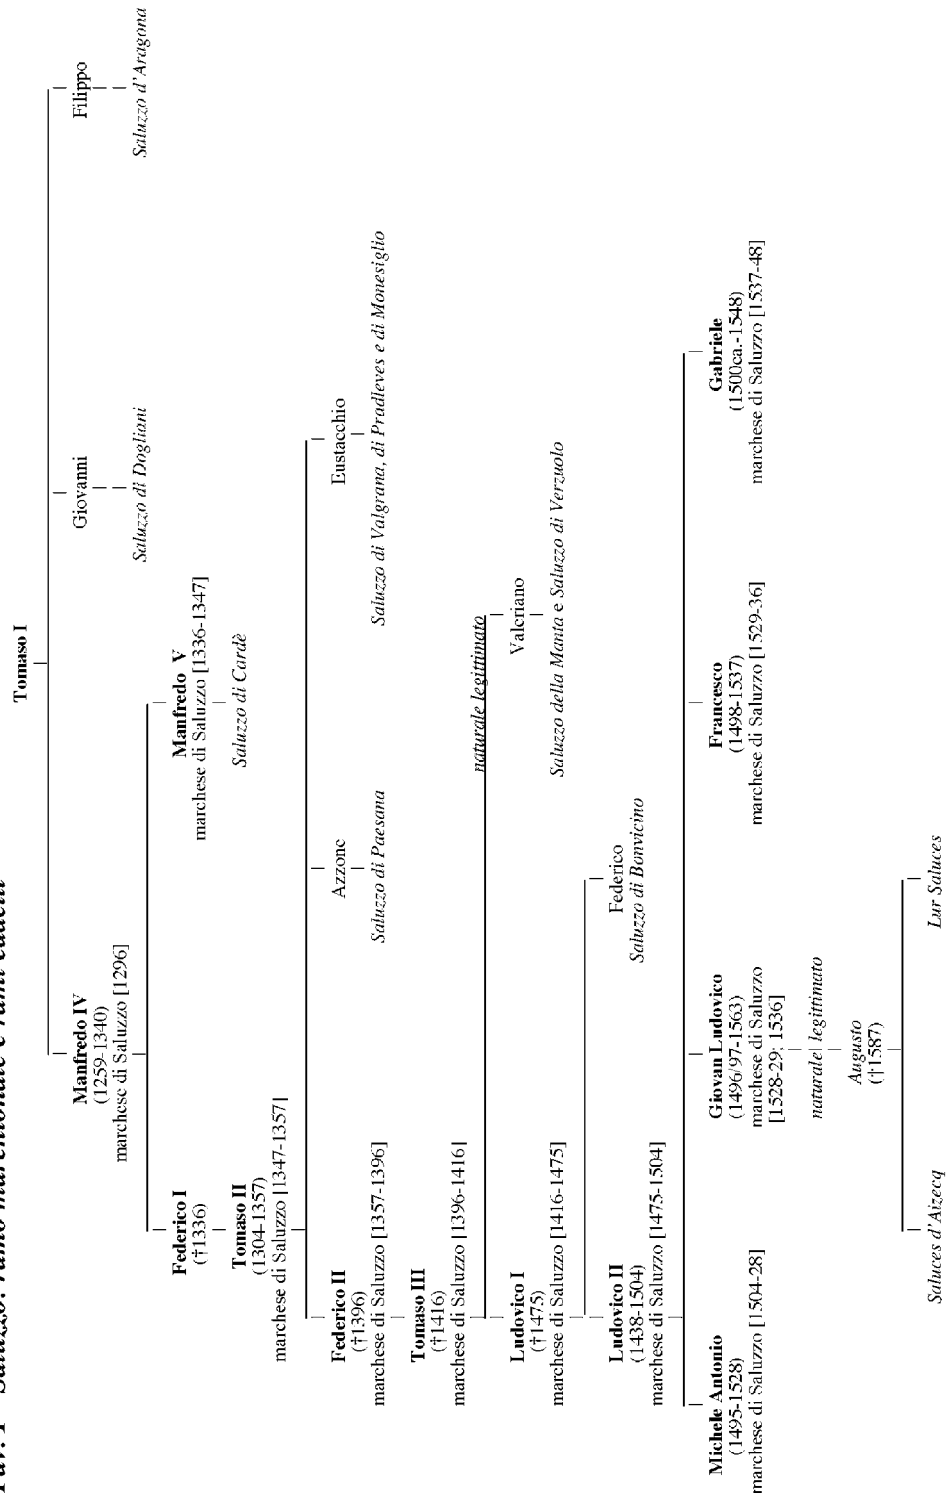 Tav. 1 Saluzzo: ramo marchionale e rami cadetti
Tomaso I
Manfredo IV
(1259-1340)
marchese di Saluzzo [1296]
Giovanni
Saluzzo di Dogliani
Filippo
Saluzzo d'Aragona
Federico I
(†1336)
Manfredo V
marchese di Saluzzo [1336-1347]
Saluzzo di Cardè
Tomaso II
(1304-1357)
marchese di Saluzzo [1347-1357]
Federico II
(†1396)
marchese di Saluzzo [1357-1396]
Azzone
Saluzzo di Paesana
Eustacchio
Saluzzo di Valgrana, di Pradieves e di Monesiglio
Tomaso III
(†1416)
marchese di Saluzzo [1396-1416]
naturale legittimato
Ludovico I
(†1475)
marchese di Saluzzo [1416-1475]
Valeriano
Saluzzo della Manta e Saluzzo di Verzuolo
Ludovico II
(1438-1504)
marchese di Saluzzo [1475-1504]
Federico
Saluzzo di Bonvicino
Michele Antonio
(1495-1528)
marchese di Saluzzo [1504-28]
Giovan Ludovico
(1496/97-1563)
marchese di Saluzzo
[1528-29; 1536]
Francesco
(1498-1537)
marchese di Saluzzo [1529-36]
Gabriele
(1500ca.-1548)
marchese di Saluzzo [1537-48]
naturale legittimato
Augusto
(†1587)
Saluces d'Aizecq
Lur Saluces